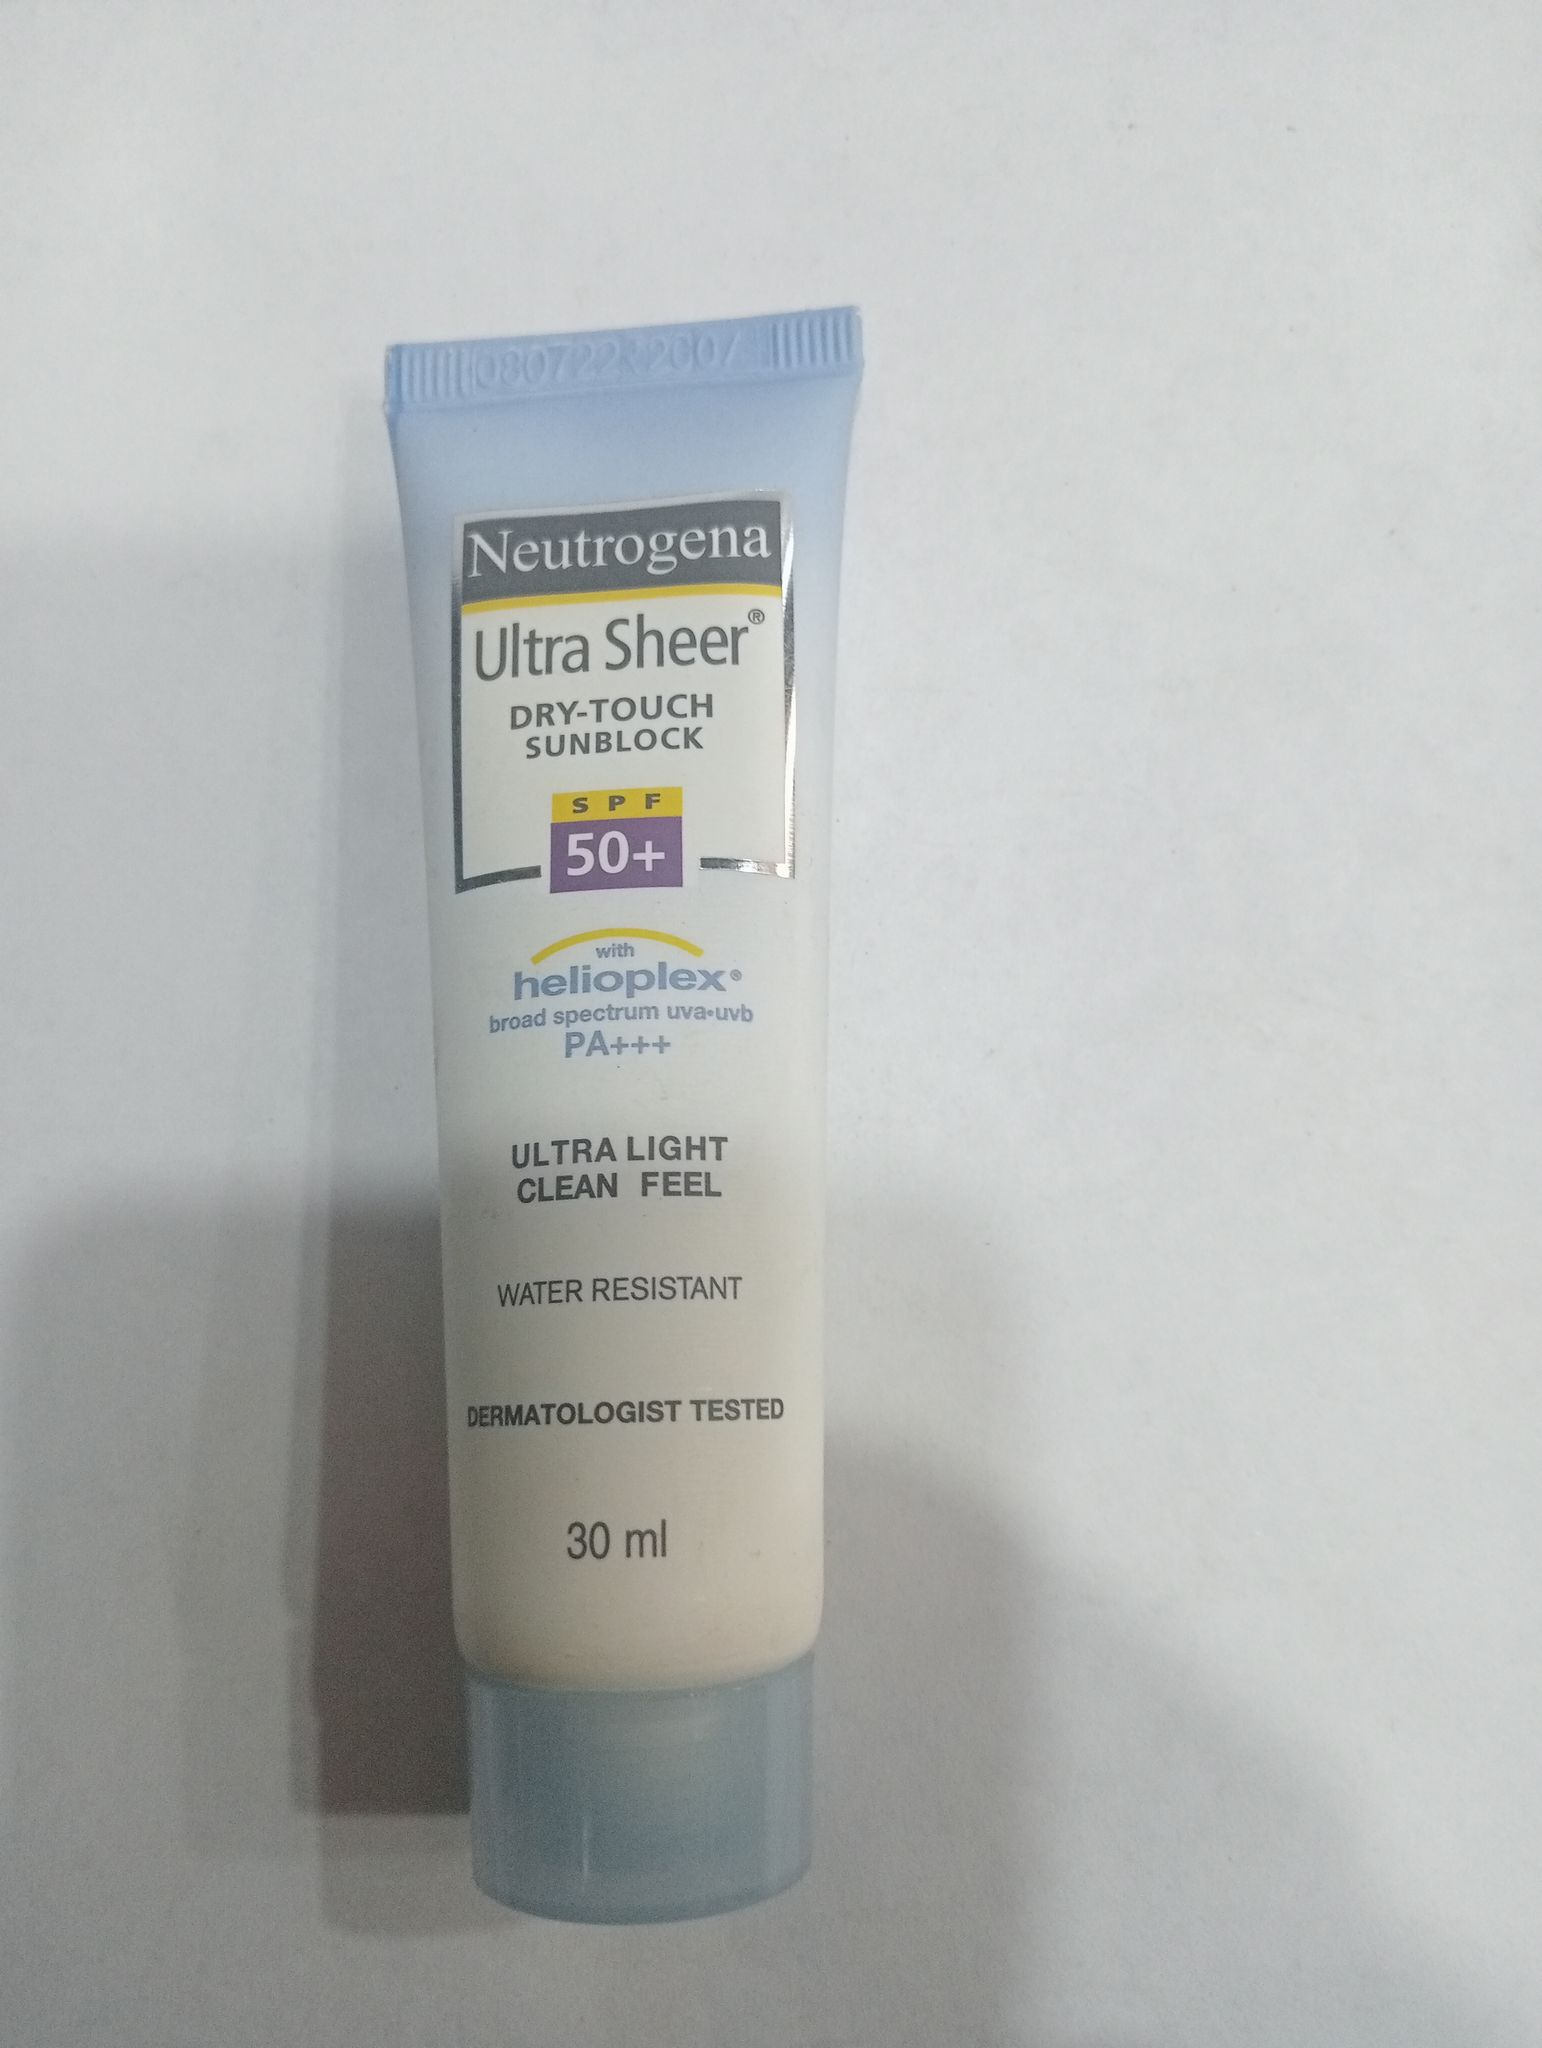 Neutrogena
Ultra Sheer®
DRY-TOUCH
SUNBLOCK
SPF
50+
with
helioplex®
broad spectrum uva•uvb
PA+++
ULTRA LIGHT
CLEAN FEEL
WATER RESISTANT
DERMATOLOGIST TESTED
30 ml